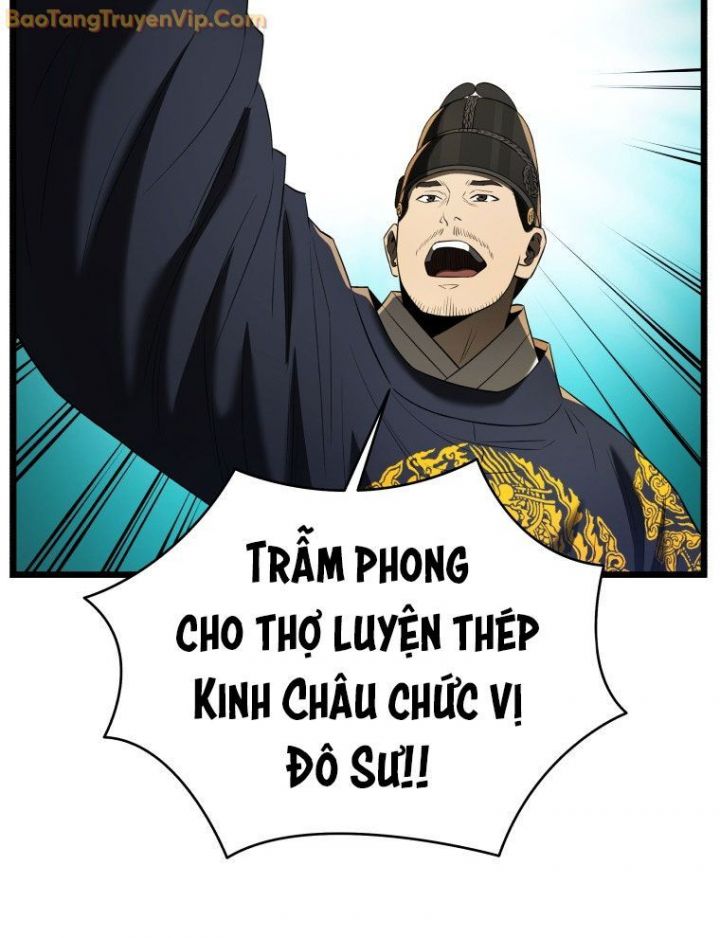 BaoTangTruyenVip.Com
TRẪM PHONG
CHO THỢ LUYỆN THÉP
KINH CHÂU CHỨC VỊ
ĐÔ SƯ!!